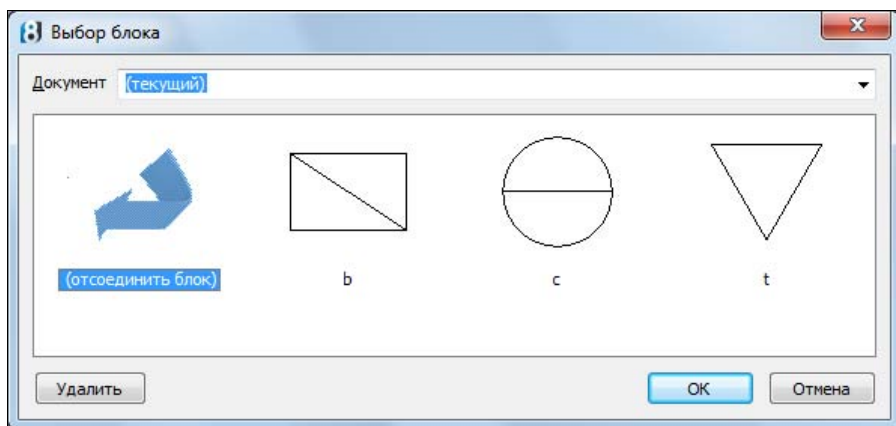 Выбор блока
Документ (текущий)
(отсоединить блок) b c t
Удалить OK Отмена